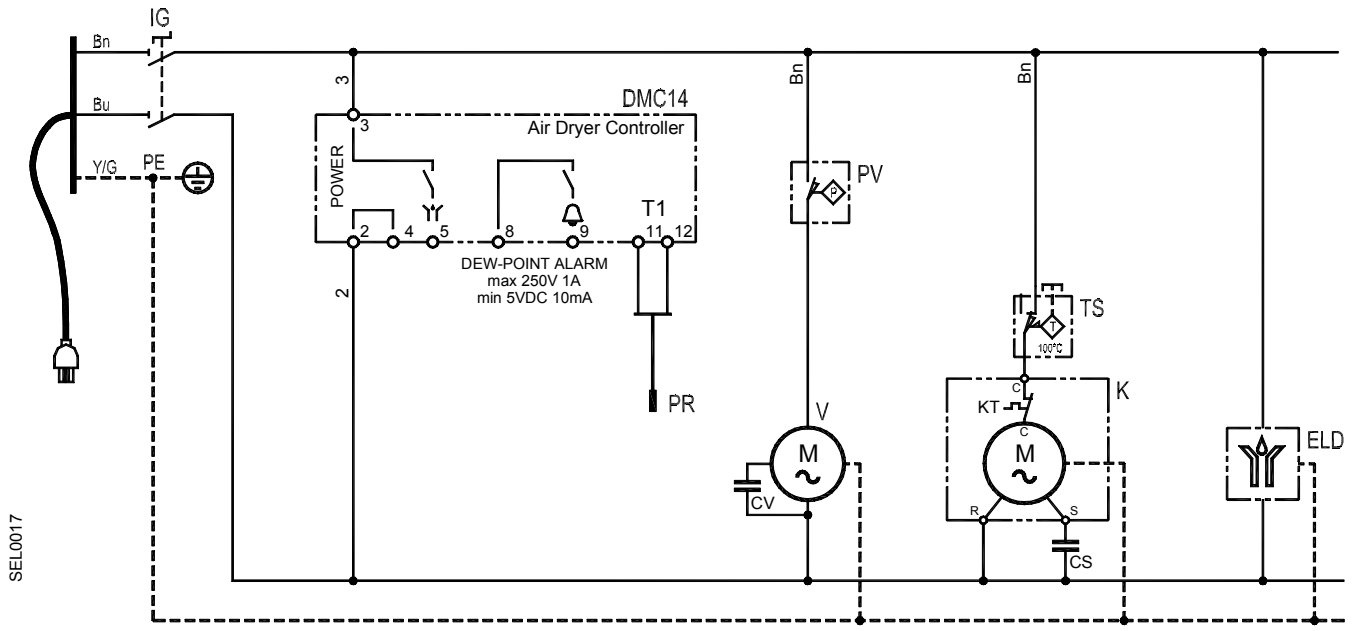 IG
Bn
Bu
Y/G
PE
3
DMC14
3
Air Dryer Controller
POWER
T1
2
4
5
8
9
11
12
DEW-POINT ALARM
max 250V 1A
min 5VDC 10mA
2
PR
Bn
PV
P
V
M
CV
Bn
TS
T
100°C
C
K
KT
C
M
R
S
CS
ELD
SEL0017